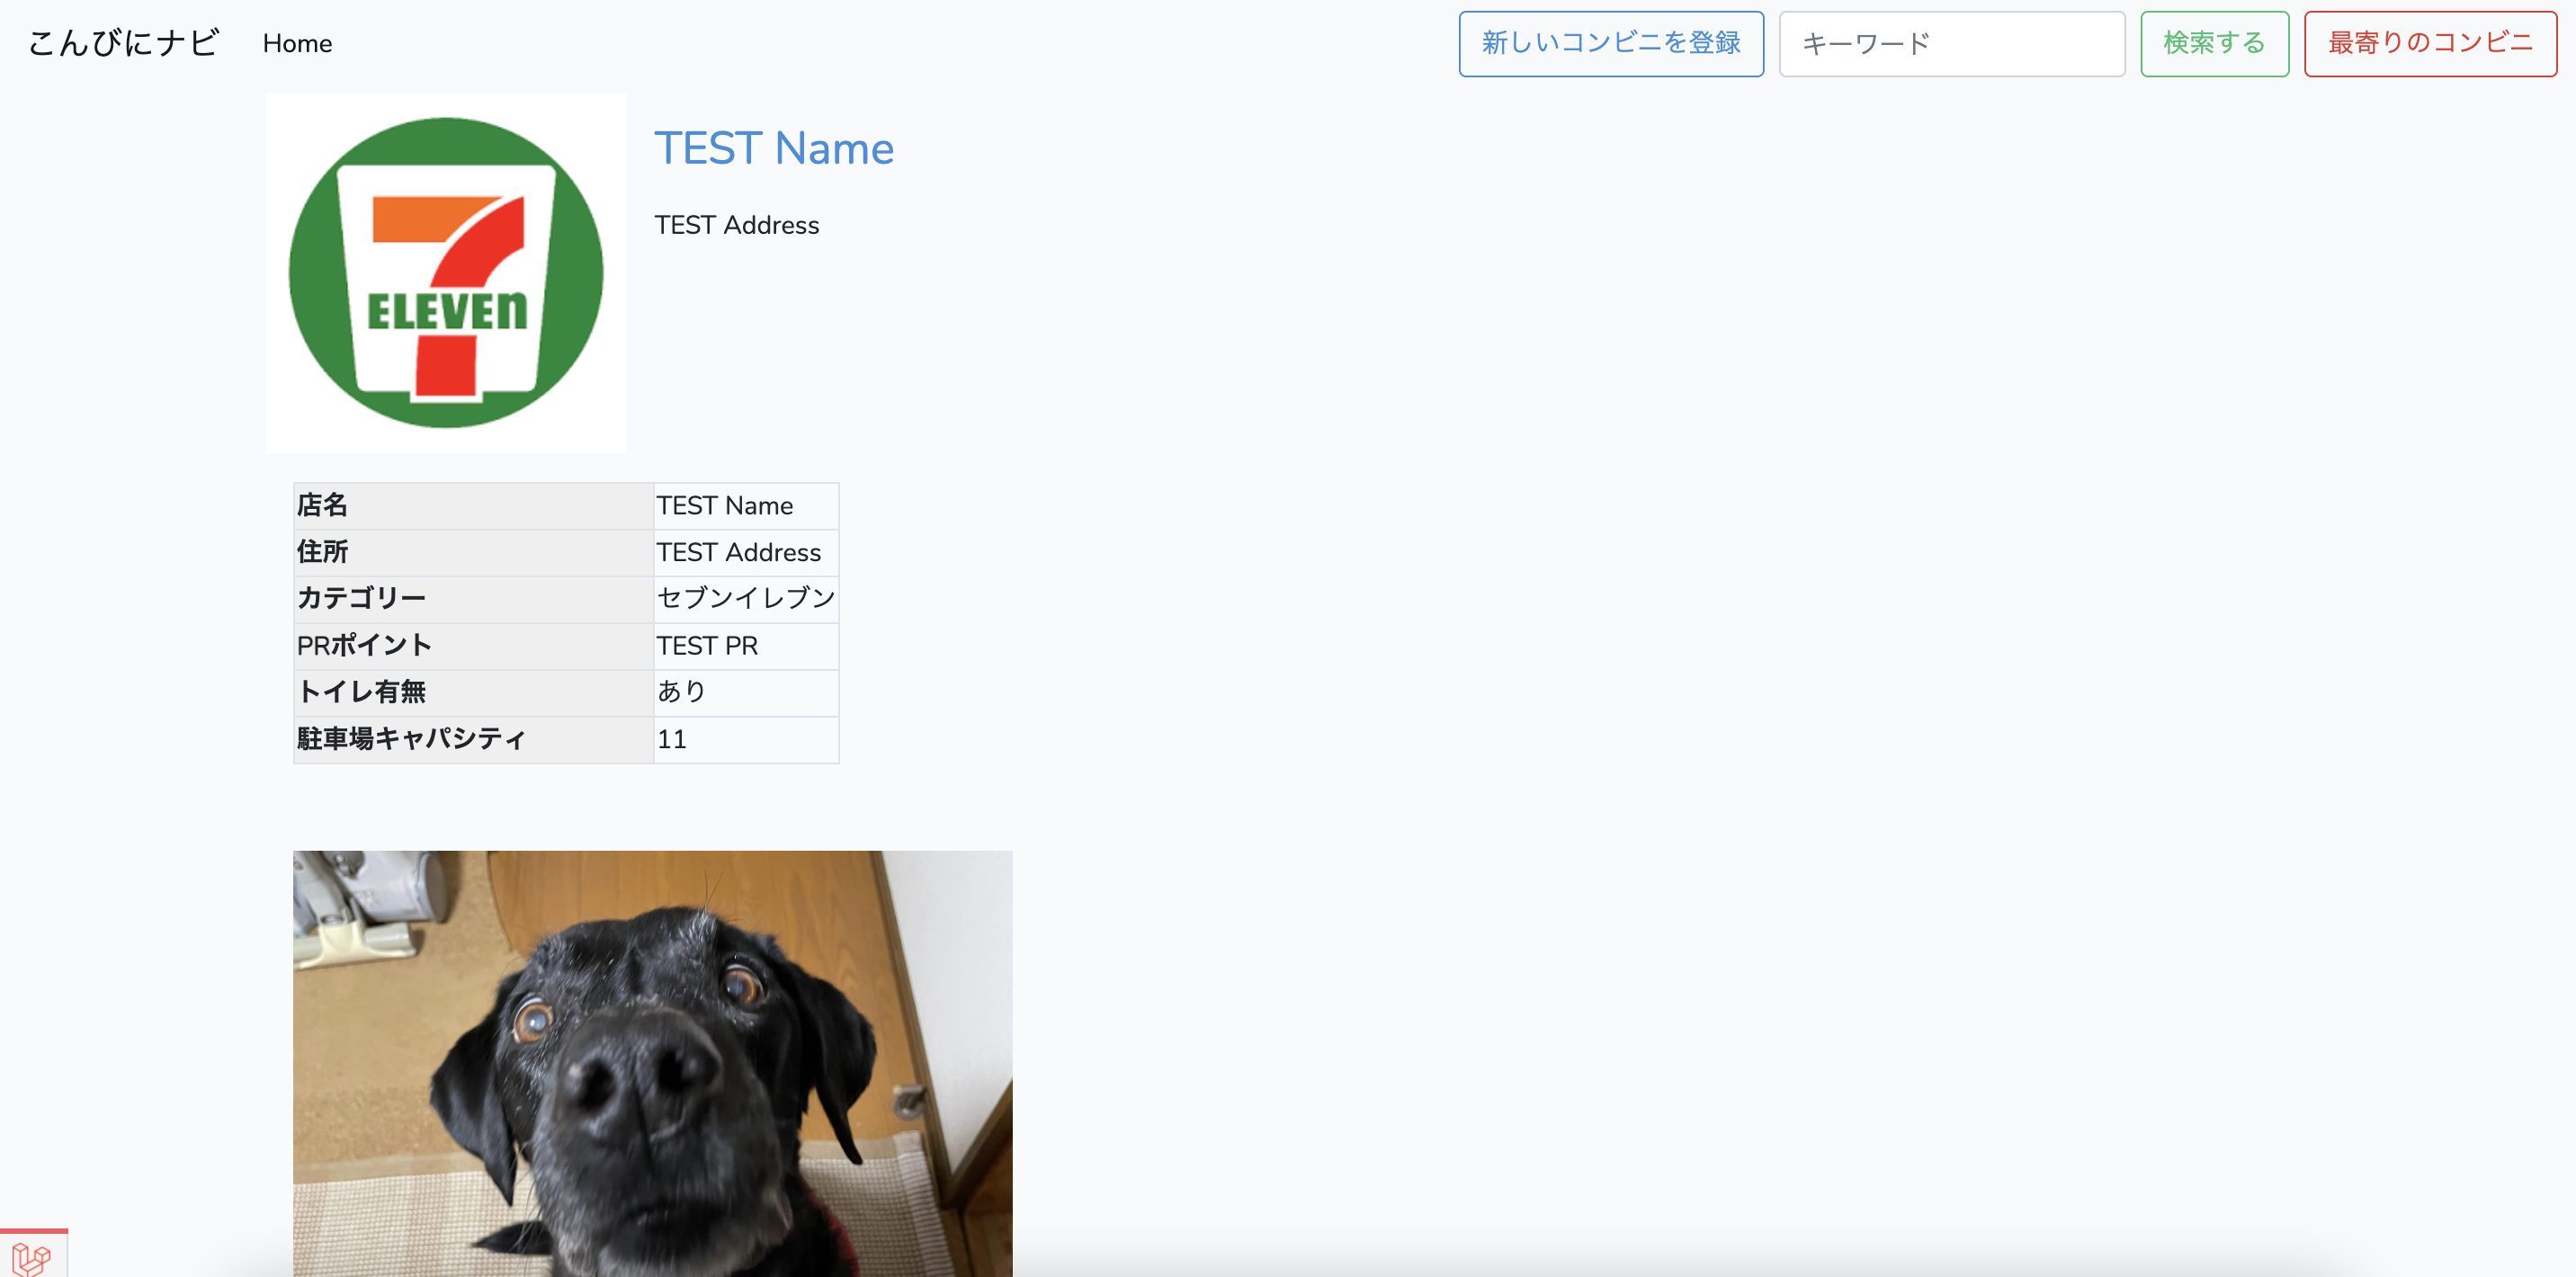 こんびにナビ Home 新しいコンビニを登録 キーワード 検索する 最寄りのコンビニ
7
ELEVEn
TEST Name
TEST Address
店名 TEST Name
住所 TEST Address
カテゴリー セブンイレブン
PRポイント TEST PR
トイレ有無 あり
駐車場キャパシティ 11